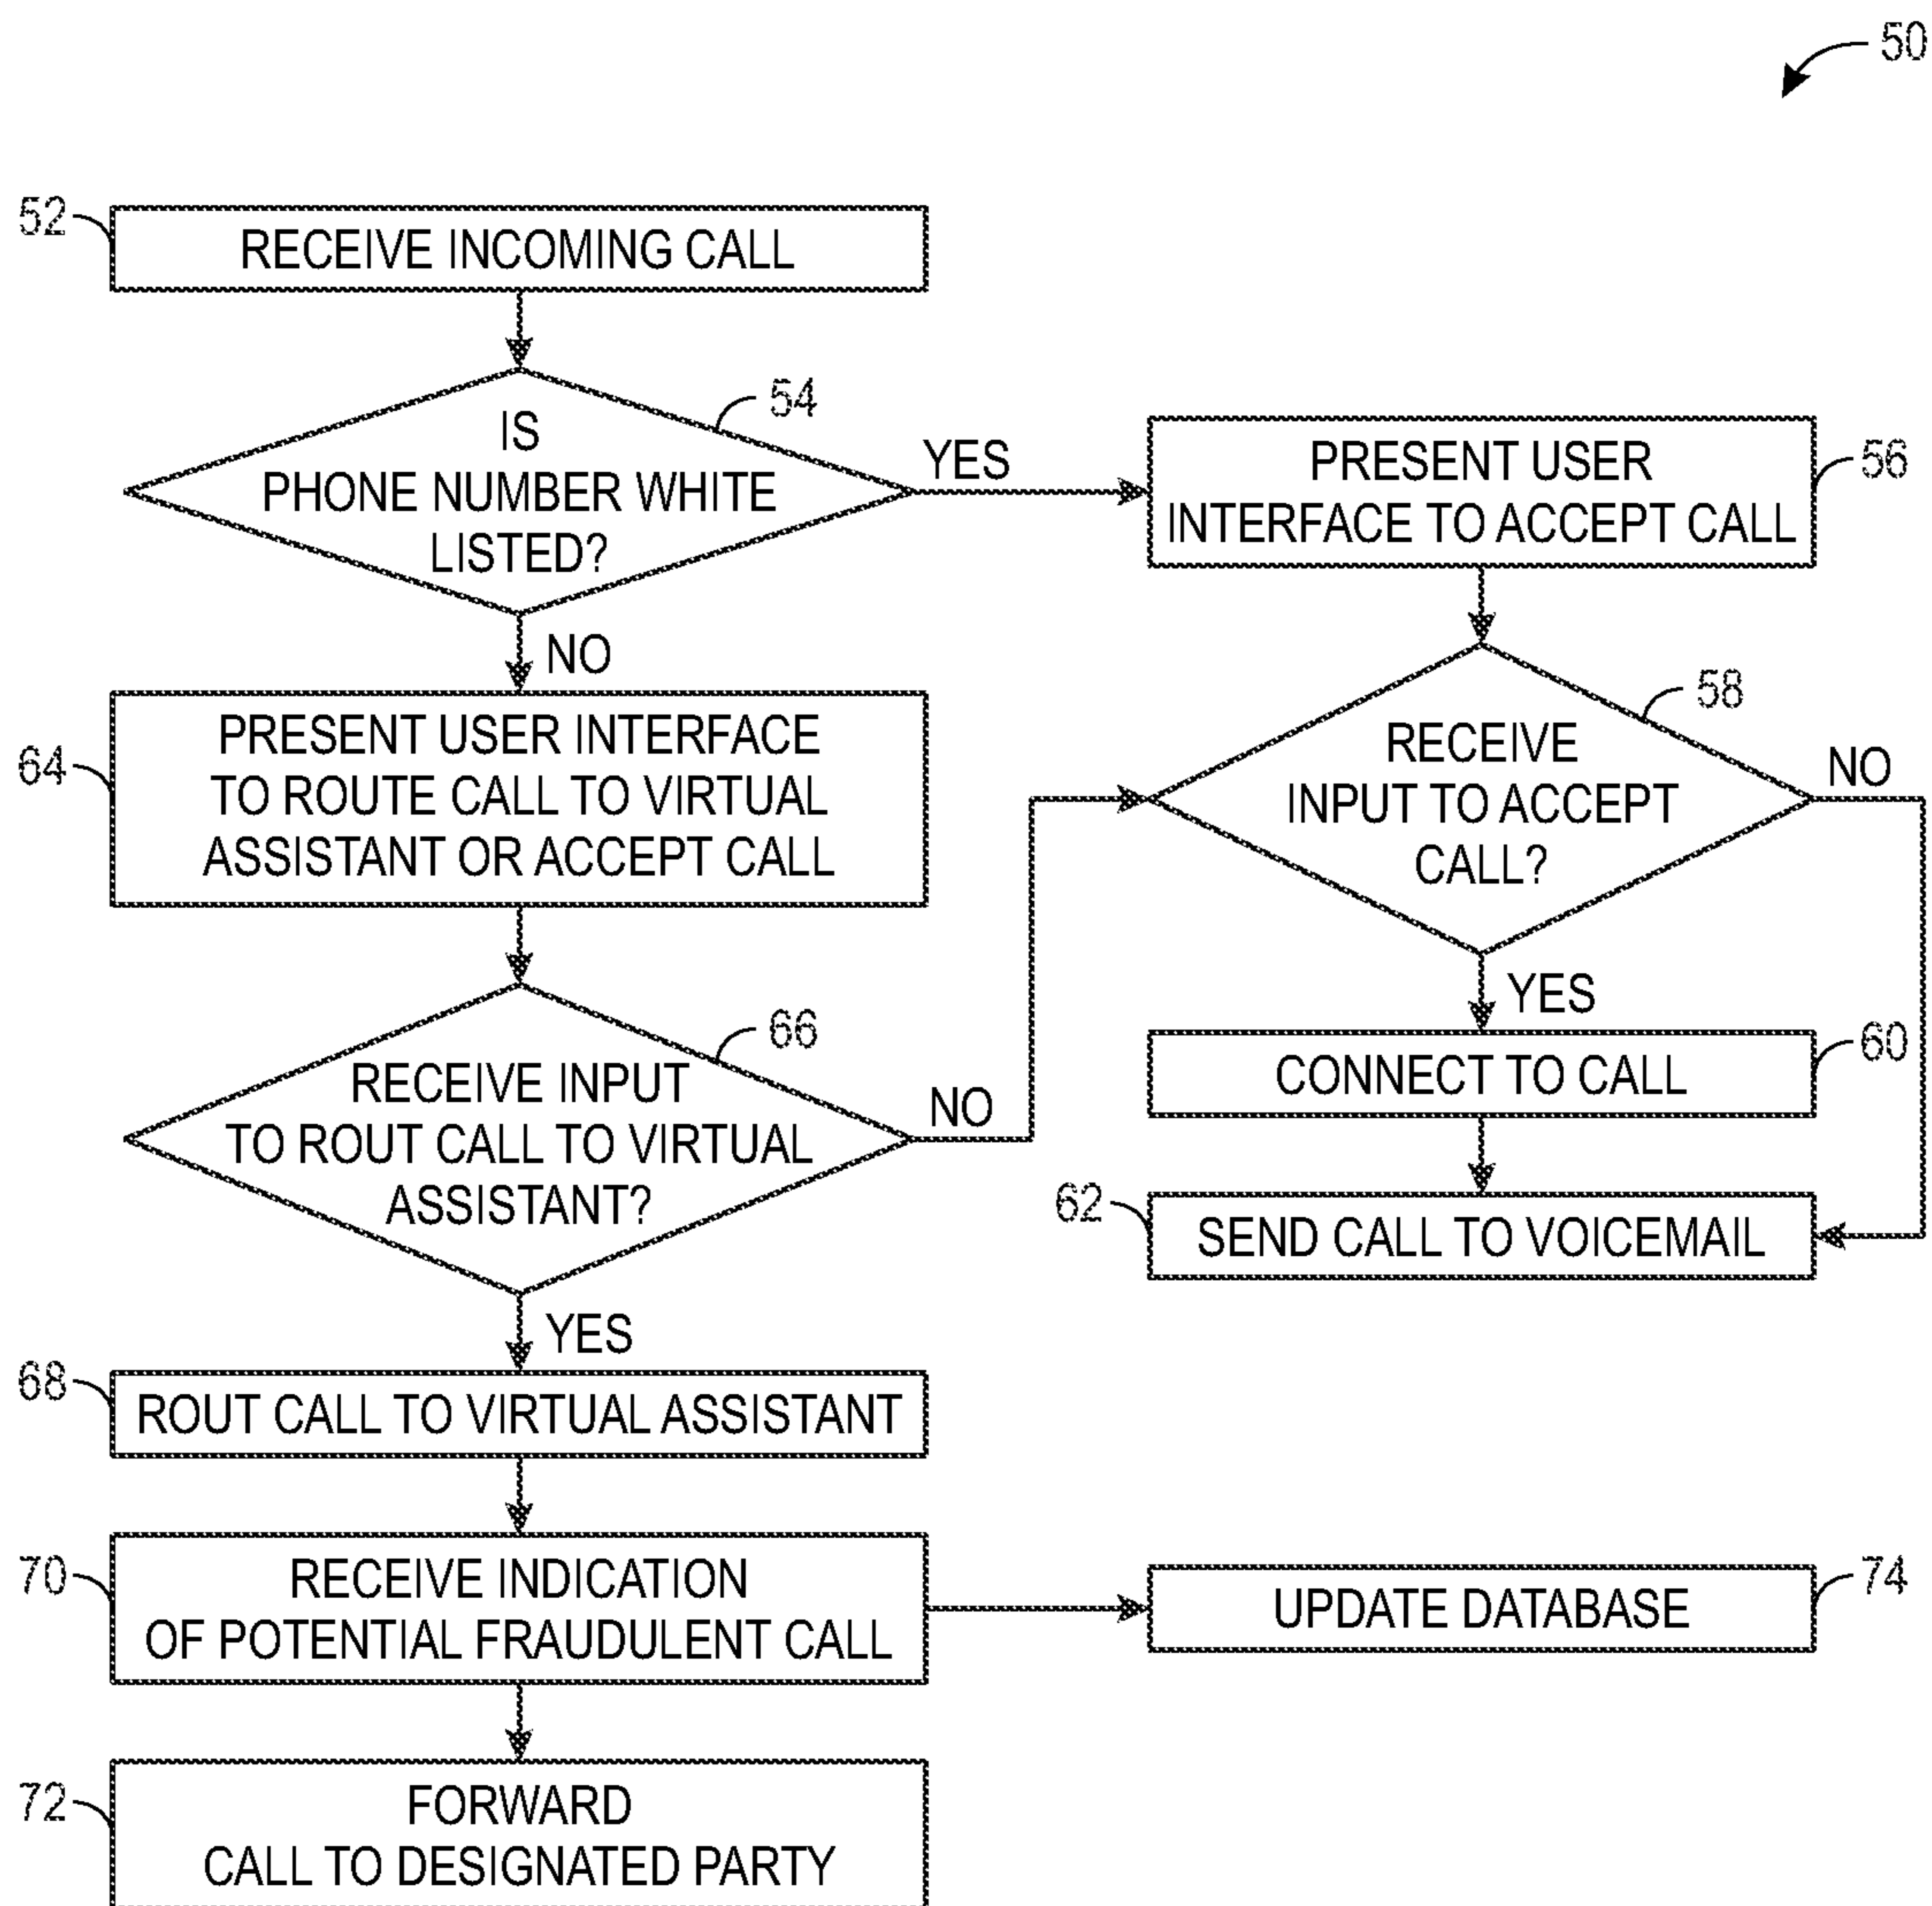 50
52
RECEIVE INCOMING CALL
54
IS
PHONE NUMBER WHITE
LISTED?
YES
PRESENT USER
INTERFACE TO ACCEPT CALL
56
NO
64
PRESENT USER INTERFACE
TO ROUTE CALL TO VIRTUAL
ASSISTANT OR ACCEPT CALL
58
RECEIVE
INPUT TO ACCEPT
CALL?
NO
YES
66
RECEIVE INPUT
TO ROUT CALL TO VIRTUAL
ASSISTANT?
NO
CONNECT TO CALL
60
62
SEND CALL TO VOICEMAIL
YES
68
ROUT CALL TO VIRTUAL ASSISTANT
70
RECEIVE INDICATION
OF POTENTIAL FRAUDULENT CALL
UPDATE DATABASE
74
72
FORWARD
CALL TO DESIGNATED PARTY